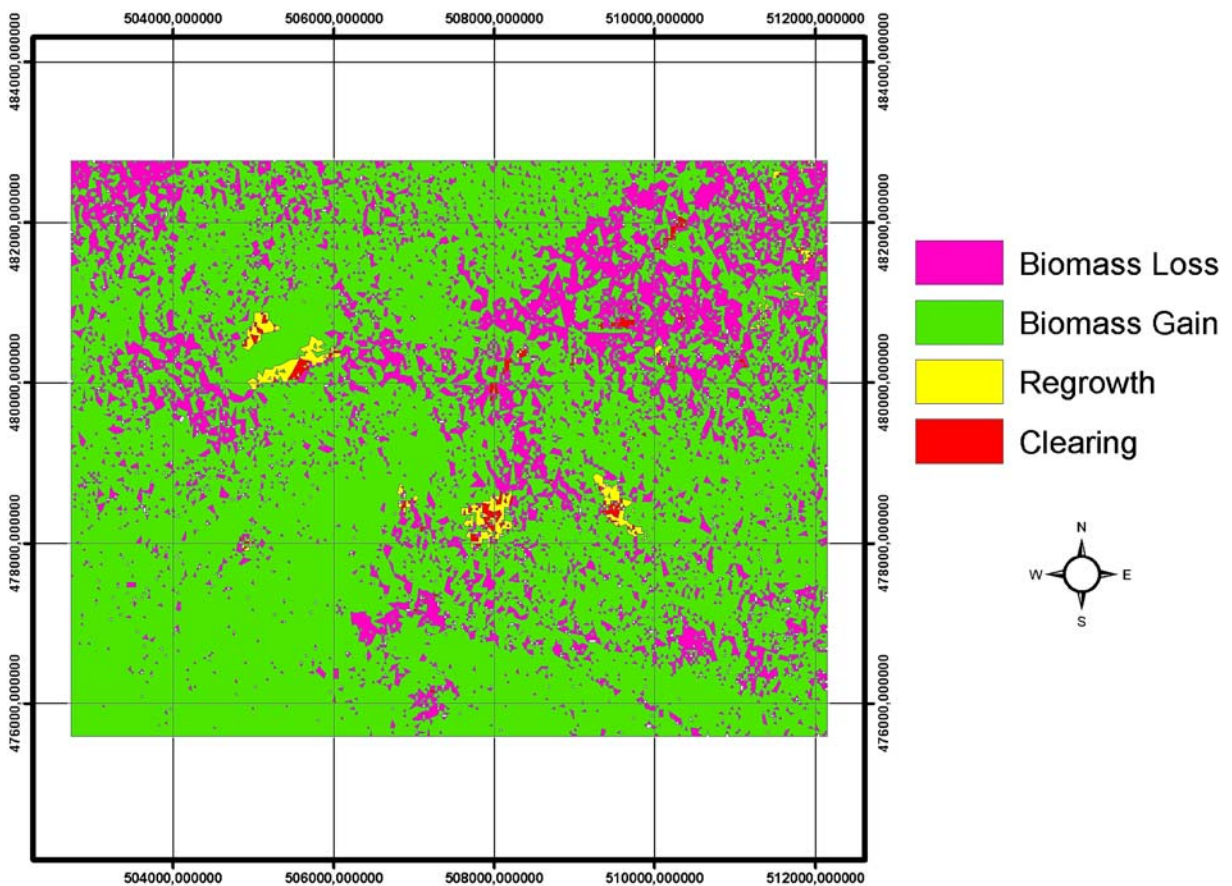 504000,000000 506000,000000 508000,000000 510000,000000 512000,000000
484000,000000 484000,000000
482000,000000 482000,000000
480000,000000 480000,000000
478000,000000 478000,000000
476000,000000 476000,000000
504000,000000 506000,000000 508000,000000 510000,000000 512000,000000
Biomass Loss
Biomass Gain
Regrowth
Clearing
N
W E
S